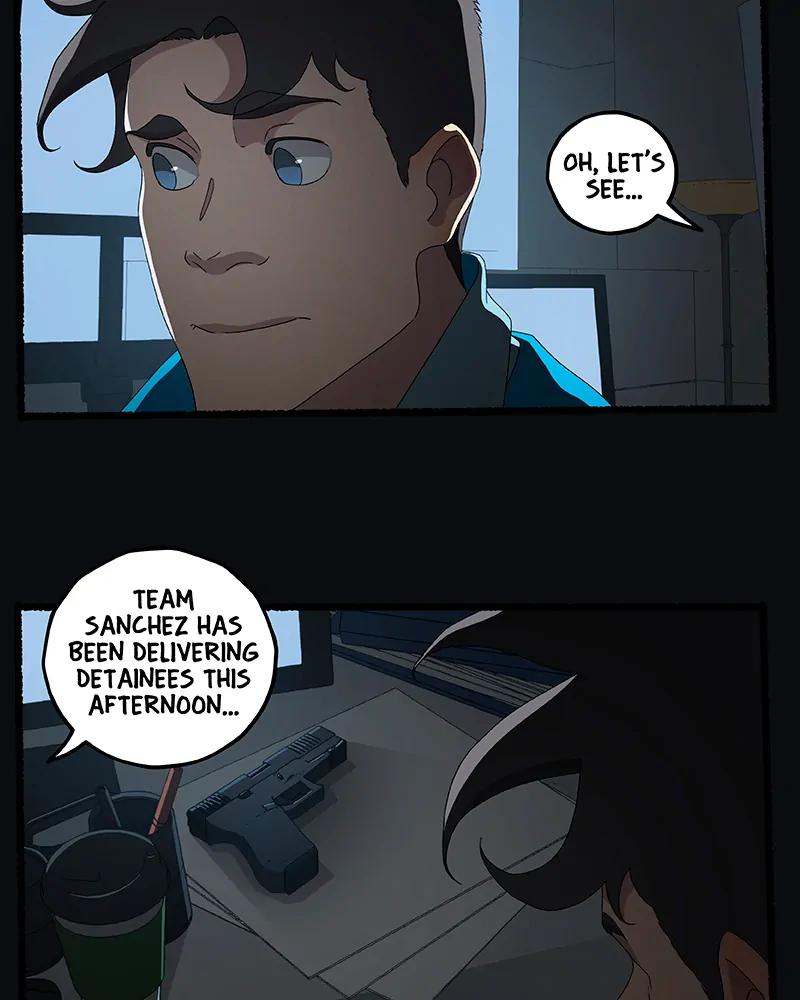 OH, LET'S
SEE...
TEAM
SANCHEZ HAS
BEEN DELIVERING
DETAINEES THIS
AFTERNOON...